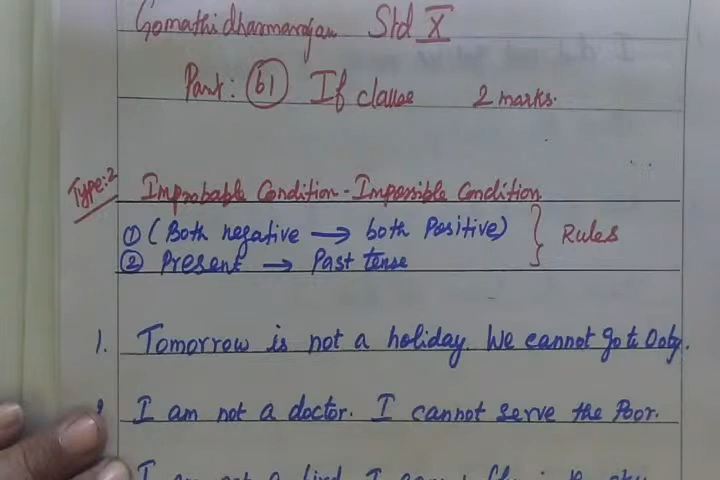 Gomathidharmarajan Std X
Part: 61 If clause 2 marks.
Type:2 Improbable Condition - Impossible Condition
① (Both negative → both Positive) } Rules
② Present → Past tense
1. Tomorrow is not a holiday. We cannot go to Ooty.
I am not a doctor. I cannot serve the Poor.